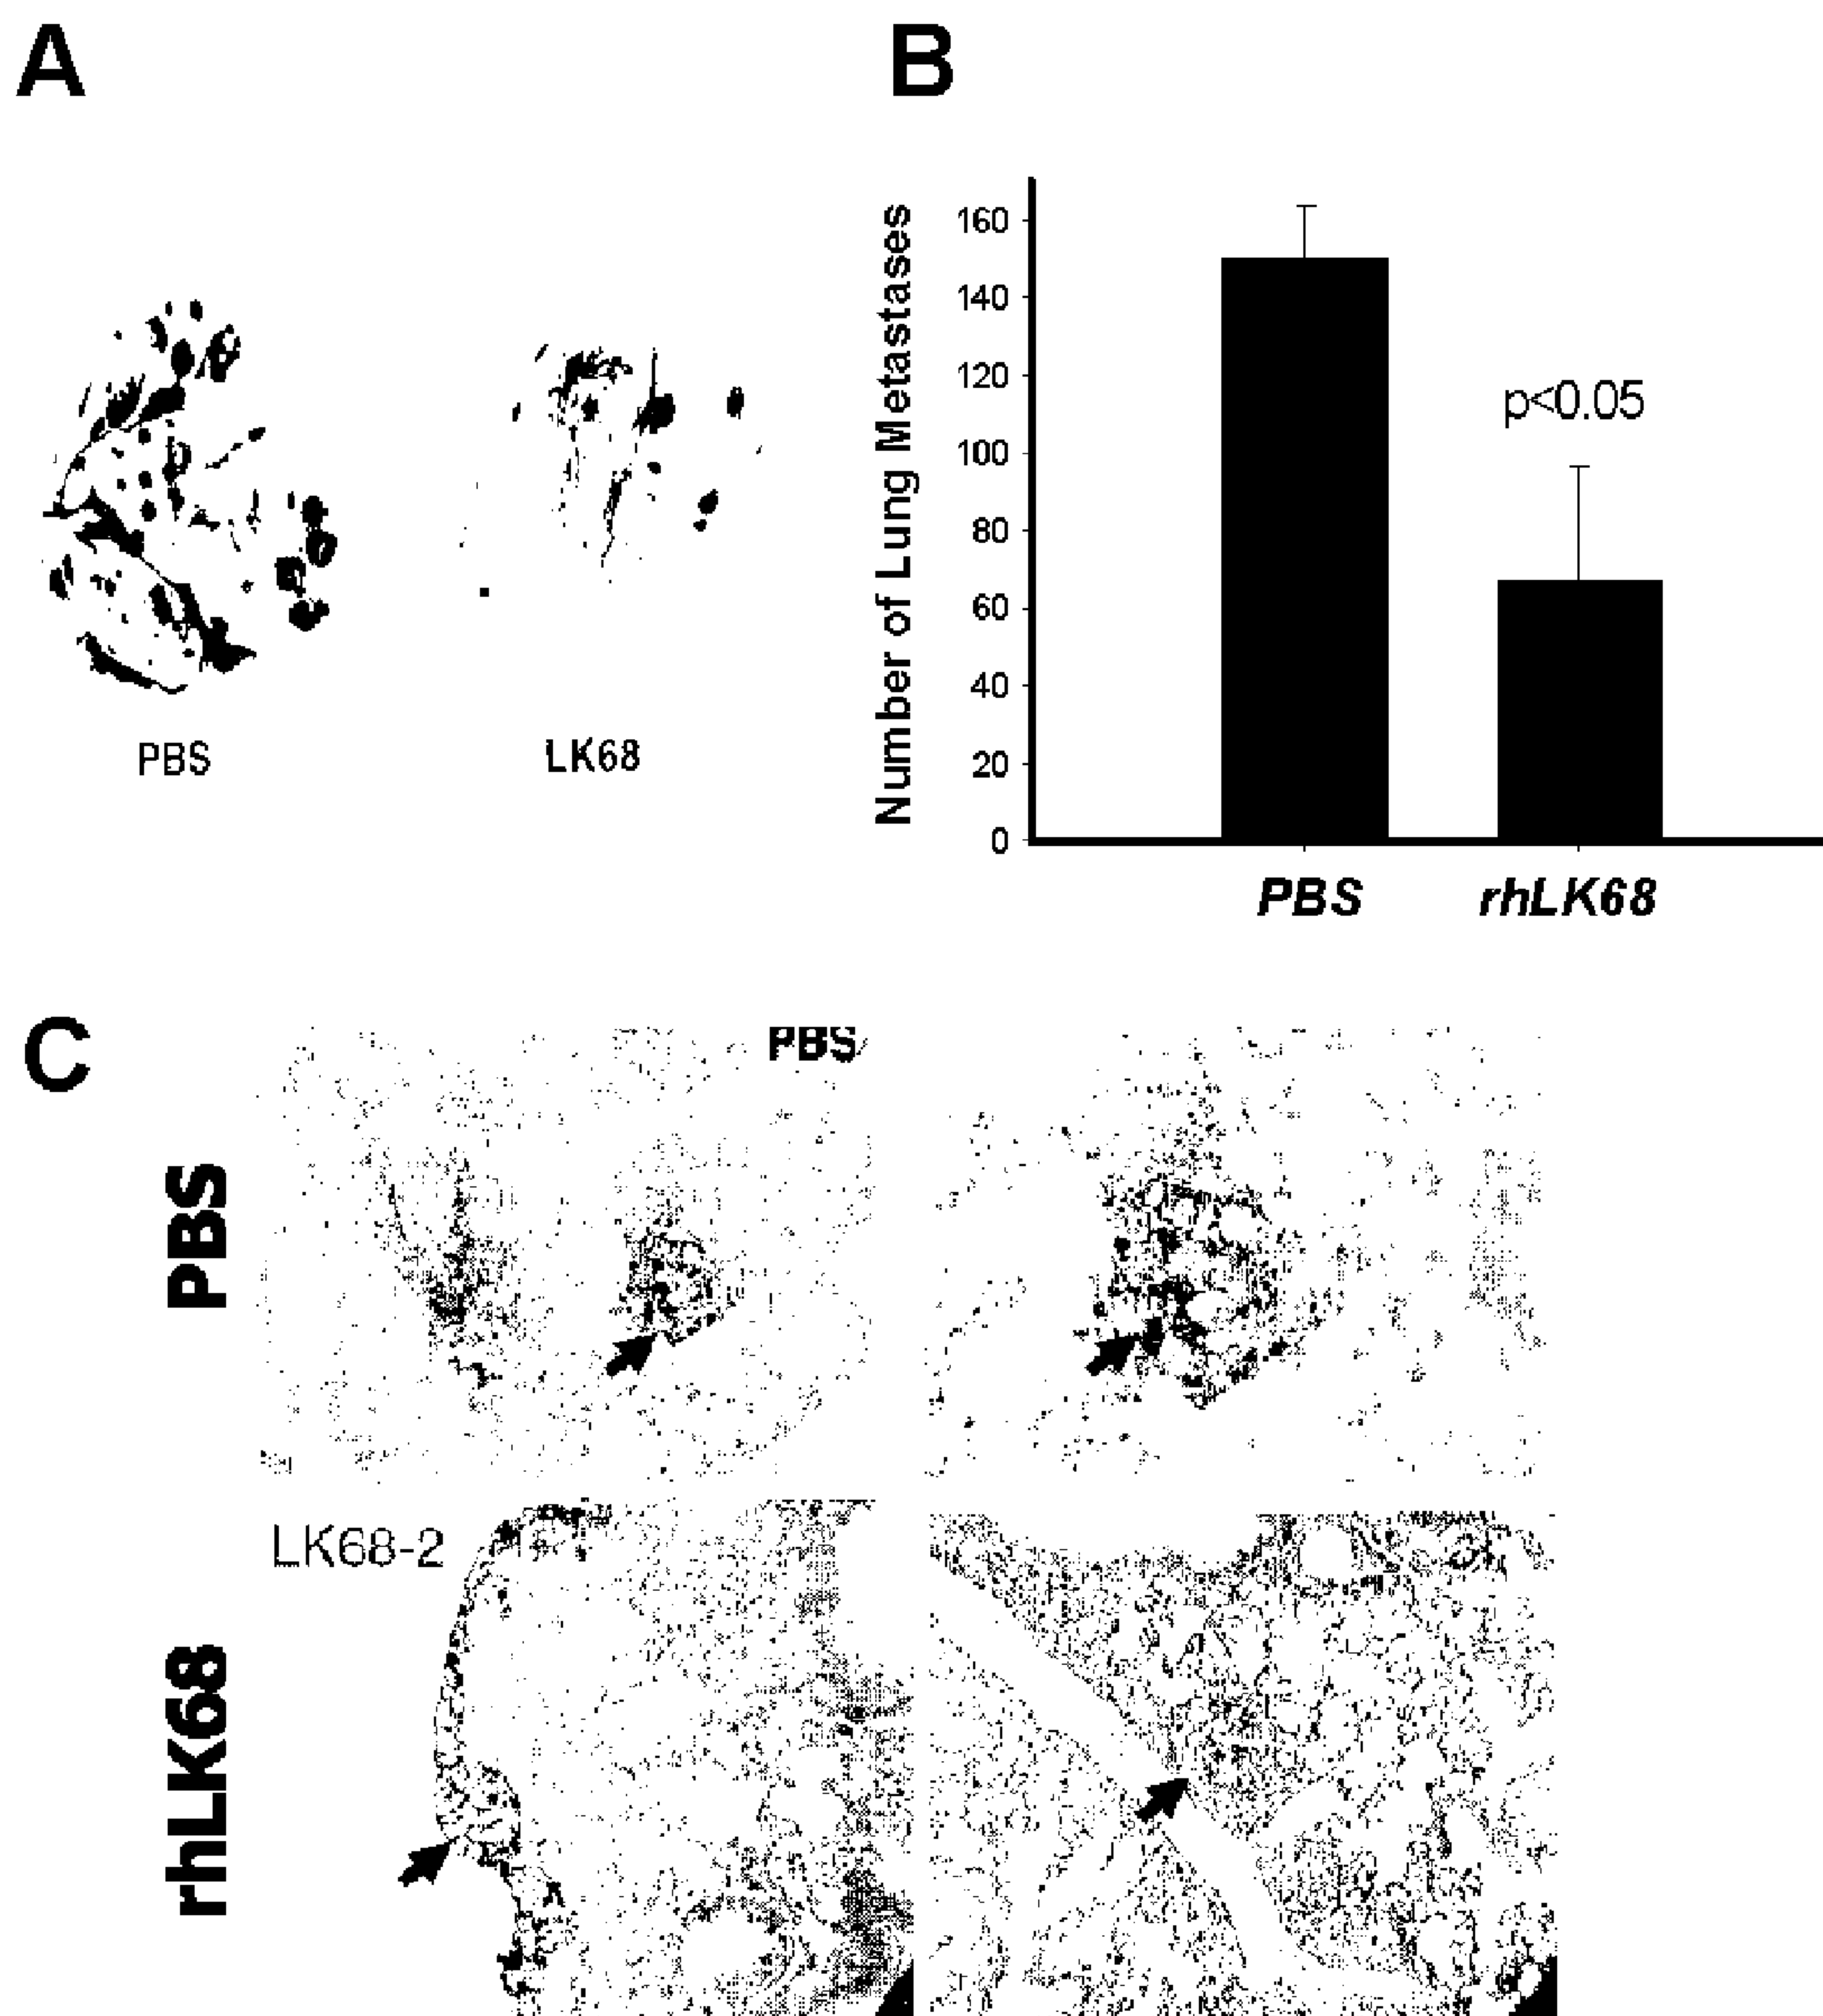 A
PBS
LK68
B
Number of Lung Metastases
160
140
120
100
80
60
40
20
0
p<0.05
PBS
rhLK68
C
PBS
PBS
rhLK68
LK68-2